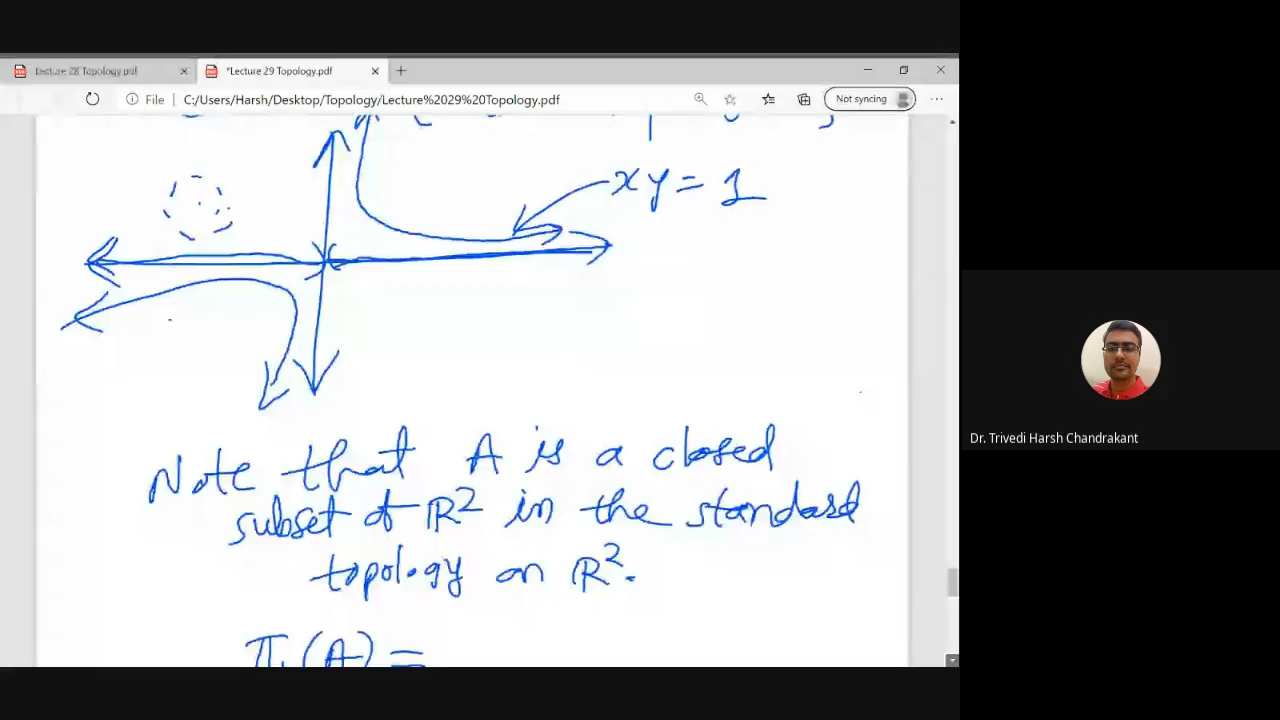 Lecture 28 Topology.pdf
*Lecture 29 Topology.pdf
File
C:/Users/Harsh/Desktop/Topology/Lecture%2029%20Topology.pdf
Not syncing
xy = 1
Note that A is a closed
subset of ℝ² in the standard
topology on ℝ².
π₁(A) =
Dr. Trivedi Harsh Chandrakant